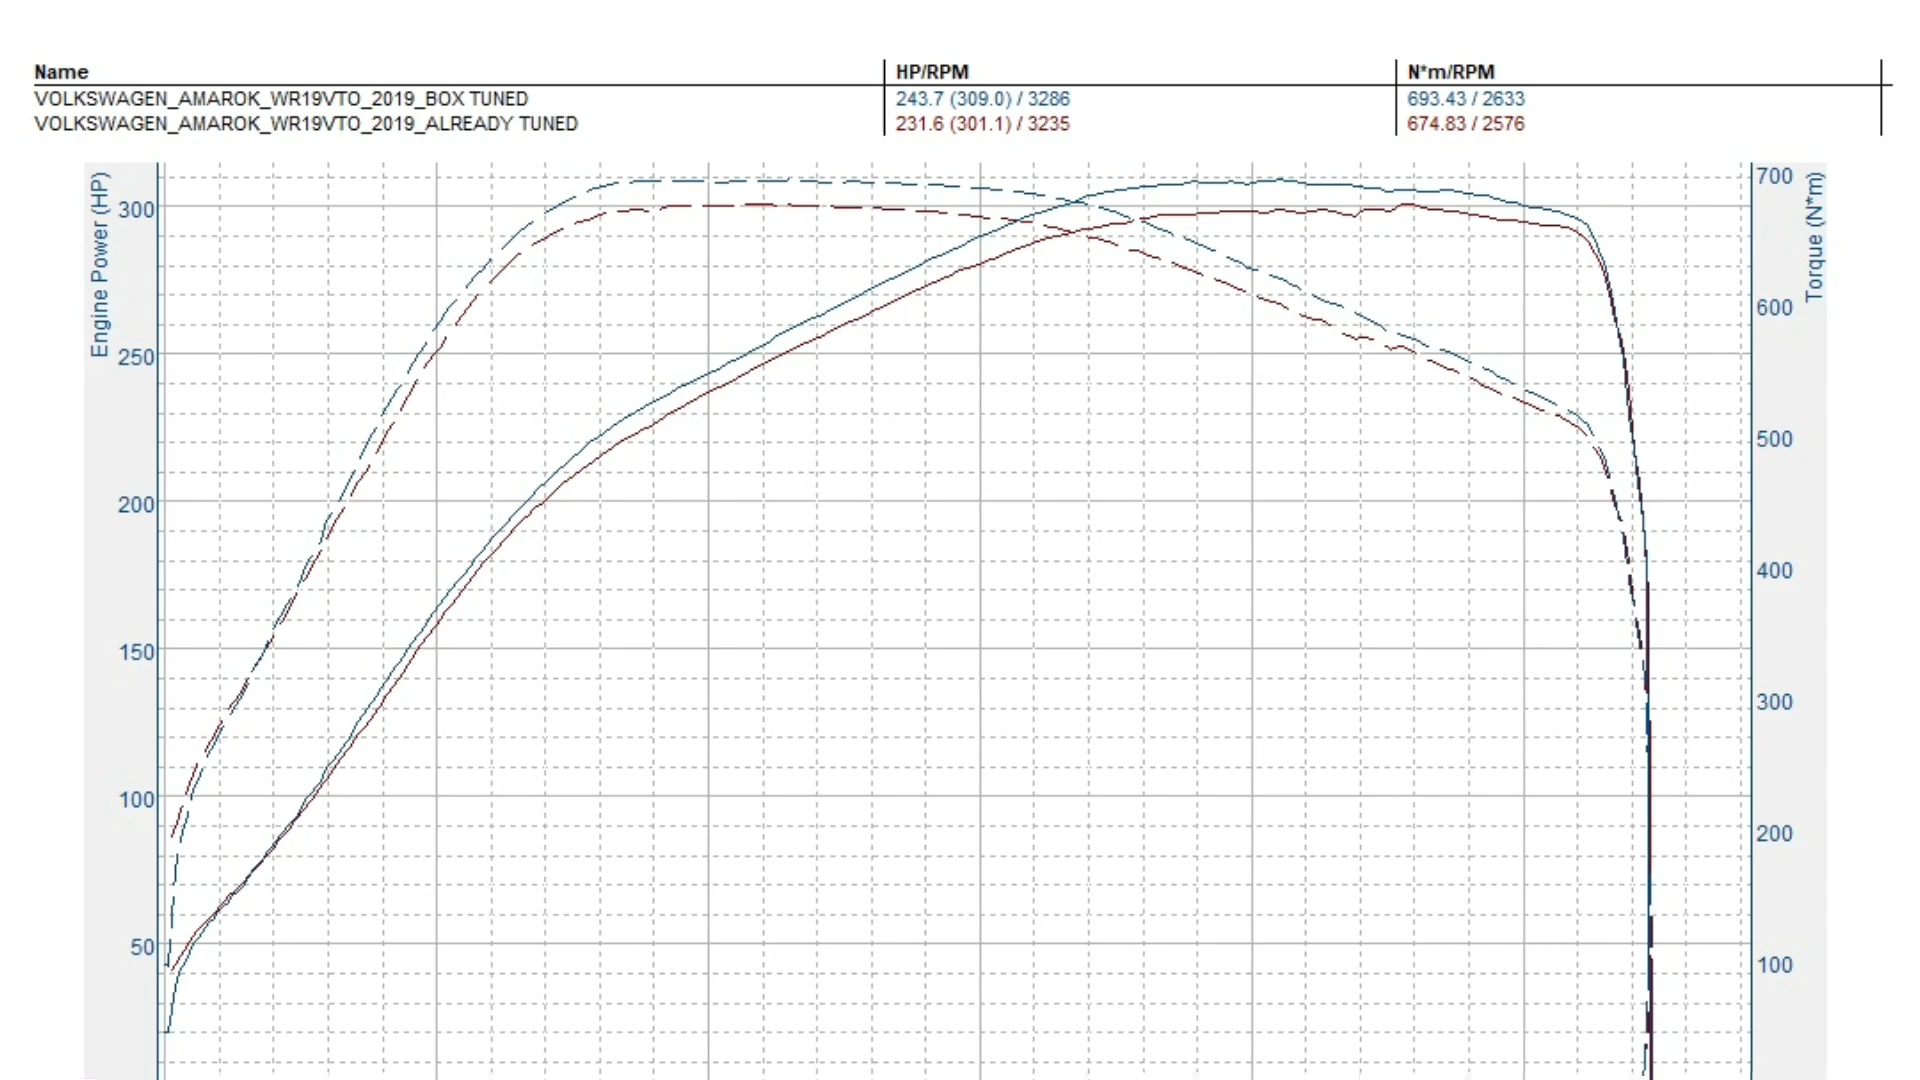 Name HP/RPM N*m/RPM
VOLKSWAGEN_AMAROK_WR19VTO_2019_BOX TUNED 243.7 (309.0) / 3286 693.43 / 2633
VOLKSWAGEN_AMAROK_WR19VTO_2019_ALREADY TUNED 231.6 (301.1) / 3235 674.83 / 2576
Engine Power (HP)
300
250
200
150
100
50
Torque (N*m)
700
600
500
400
300
200
100